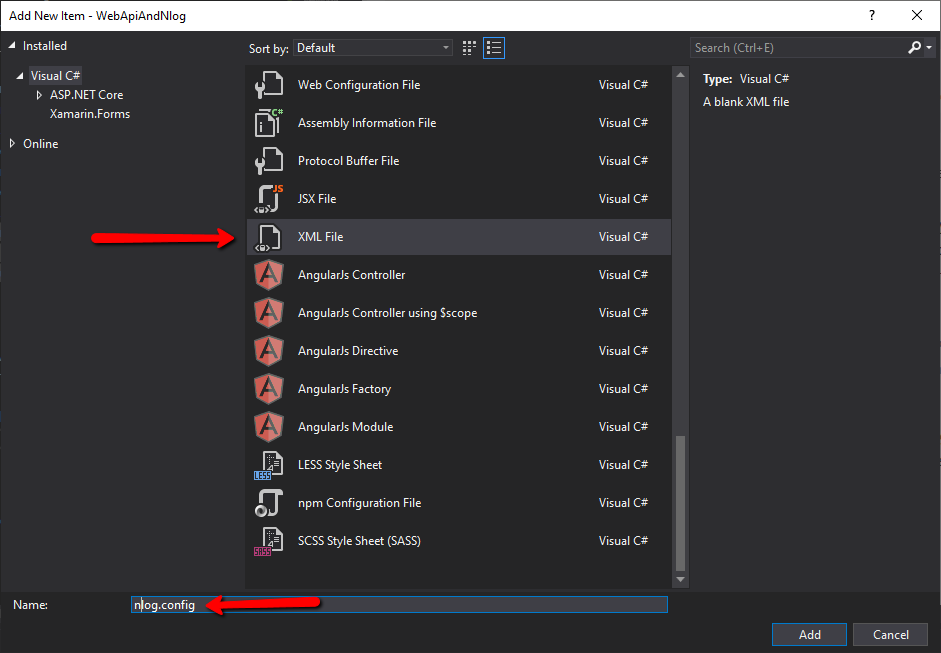 Add New Item - WebApiAndNlog
Installed
Visual C#
ASP.NET Core
Xamarin.Forms
Online
Sort by: Default
Search (Ctrl+E)
Web Configuration File Visual C#
C#
Assembly Information File Visual C#
Protocol Buffer File Visual C#
JS
JSX File Visual C#
XML File Visual C#
AngularJs Controller Visual C#
AngularJs Controller using $scope Visual C#
AngularJs Directive Visual C#
AngularJs Factory Visual C#
AngularJs Module Visual C#
LESS Style Sheet Visual C#
LESS
npm Configuration File Visual C#
SCSS Style Sheet (SASS) Visual C#
SASS
Type: Visual C#
A blank XML file
Name: nlog.config
Add Cancel